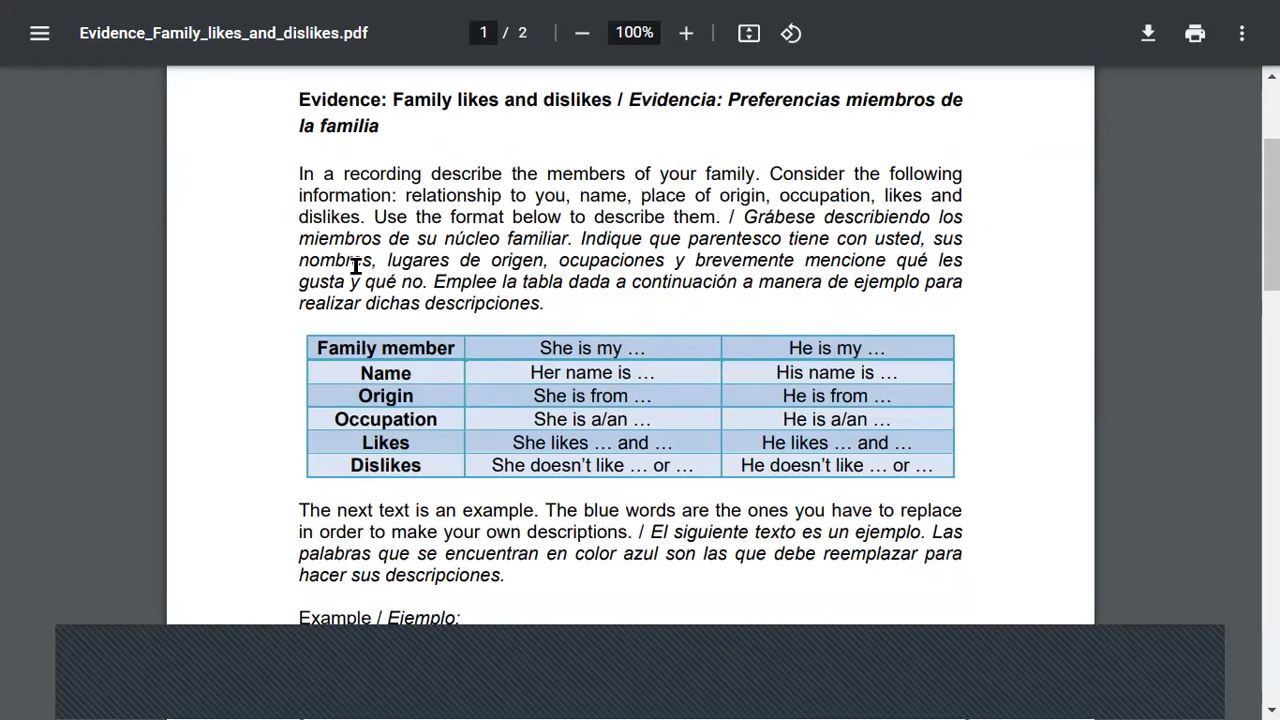 Evidence_Family_likes_and_dislikes.pdf
1 / 2
100%
Evidence: Family likes and dislikes / Evidencia: Preferencias miembros de
la familia
In a recording describe the members of your family. Consider the following
information: relationship to you, name, place of origin, occupation, likes and
dislikes. Use the format below to describe them. / Grábese describiendo los
miembros de su núcleo familiar. Indique que parentesco tiene con usted, sus
nombres, lugares de origen, ocupaciones y brevemente mencione qué les
gusta y qué no. Emplee la tabla dada a continuación a manera de ejemplo para
realizar dichas descripciones.
Family member She is my … He is my …
Name Her name is … His name is …
Origin She is from … He is from …
Occupation She is a/an … He is a/an …
Likes She likes … and … He likes … and …
Dislikes She doesn’t like … or … He doesn’t like … or …
The next text is an example. The blue words are the ones you have to replace
in order to make your own descriptions. / El siguiente texto es un ejemplo. Las
palabras que se encuentran en color azul son las que debe reemplazar para
hacer sus descripciones.
Example / Ejemplo: